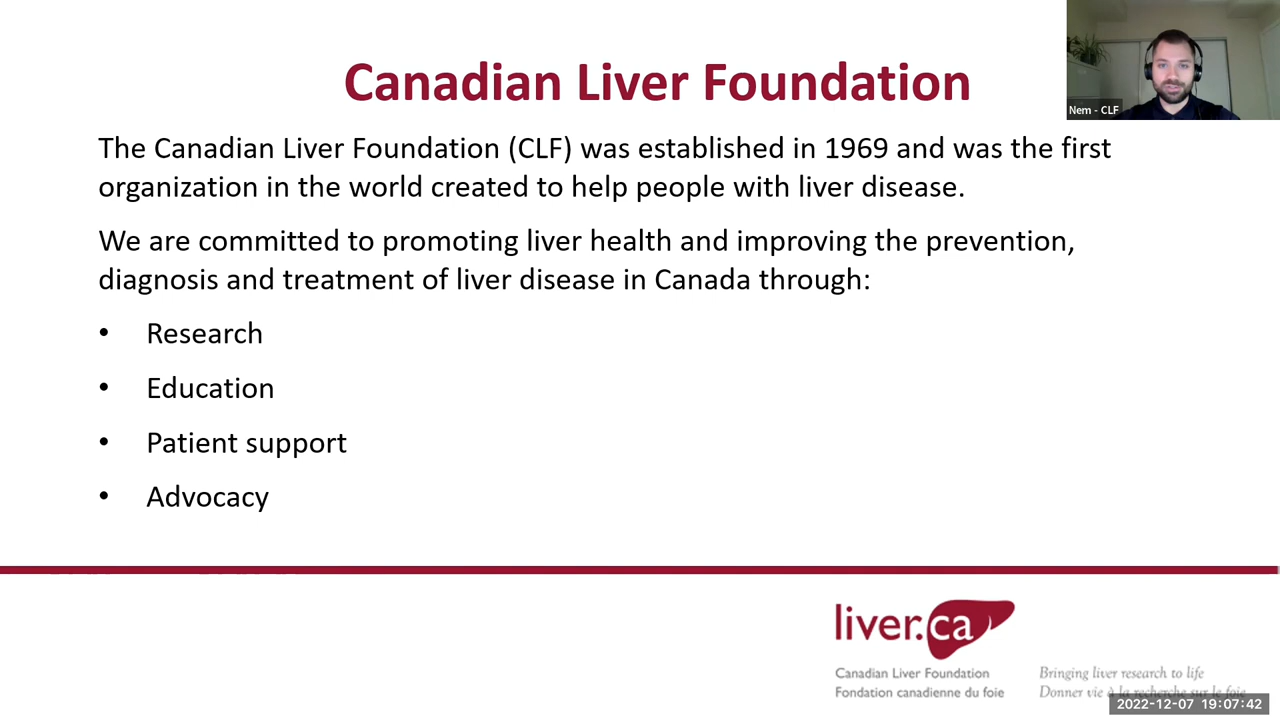 Canadian Liver Foundation
Nem - CLF
The Canadian Liver Foundation (CLF) was established in 1969 and was the first
organization in the world created to help people with liver disease.
We are committed to promoting liver health and improving the prevention,
diagnosis and treatment of liver disease in Canada through:
• Research
• Education
• Patient support
• Advocacy
liver.ca
Canadian Liver Foundation
Fondation canadienne du foie
Bringing liver research to life
Donner vie à la recherche sur le foie
2022-12-07 19:07:42